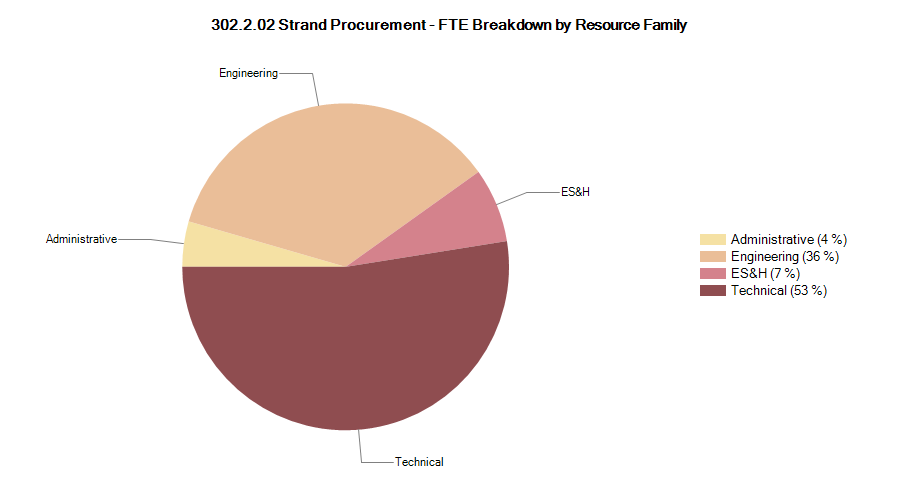 302.2.02 Strand Procurement - FTE Breakdown by Resource Family
Engineering
ES&H
Administrative
Technical
Administrative (4 %)
Engineering (36 %)
ES&H (7 %)
Technical (53 %)